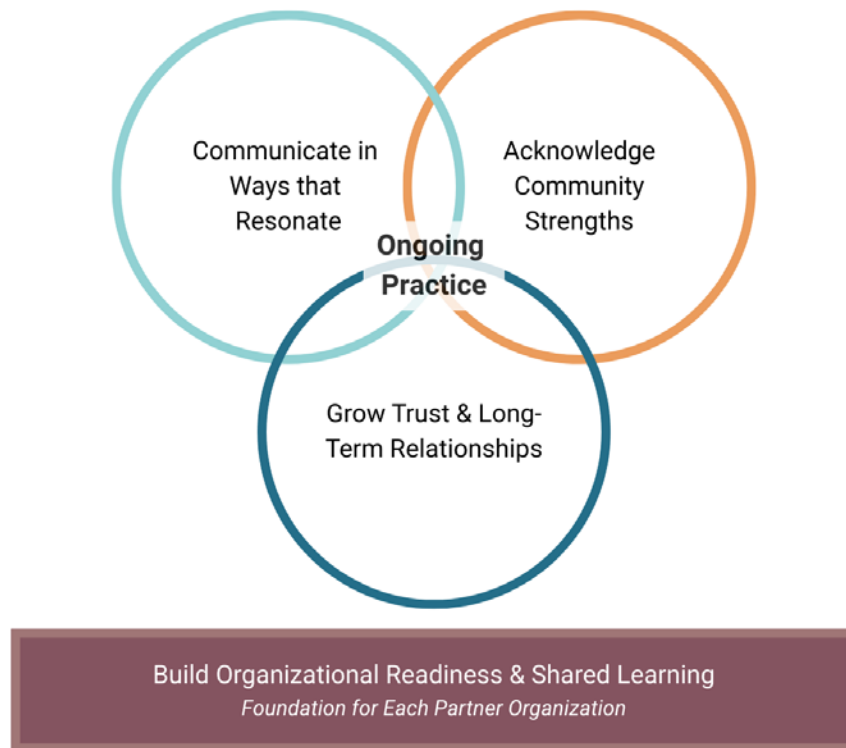 Communicate in
Ways that
Resonate
Acknowledge
Community
Strengths
Ongoing
Practice
Grow Trust & Long-
Term Relationships
Build Organizational Readiness & Shared Learning
Foundation for Each Partner Organization